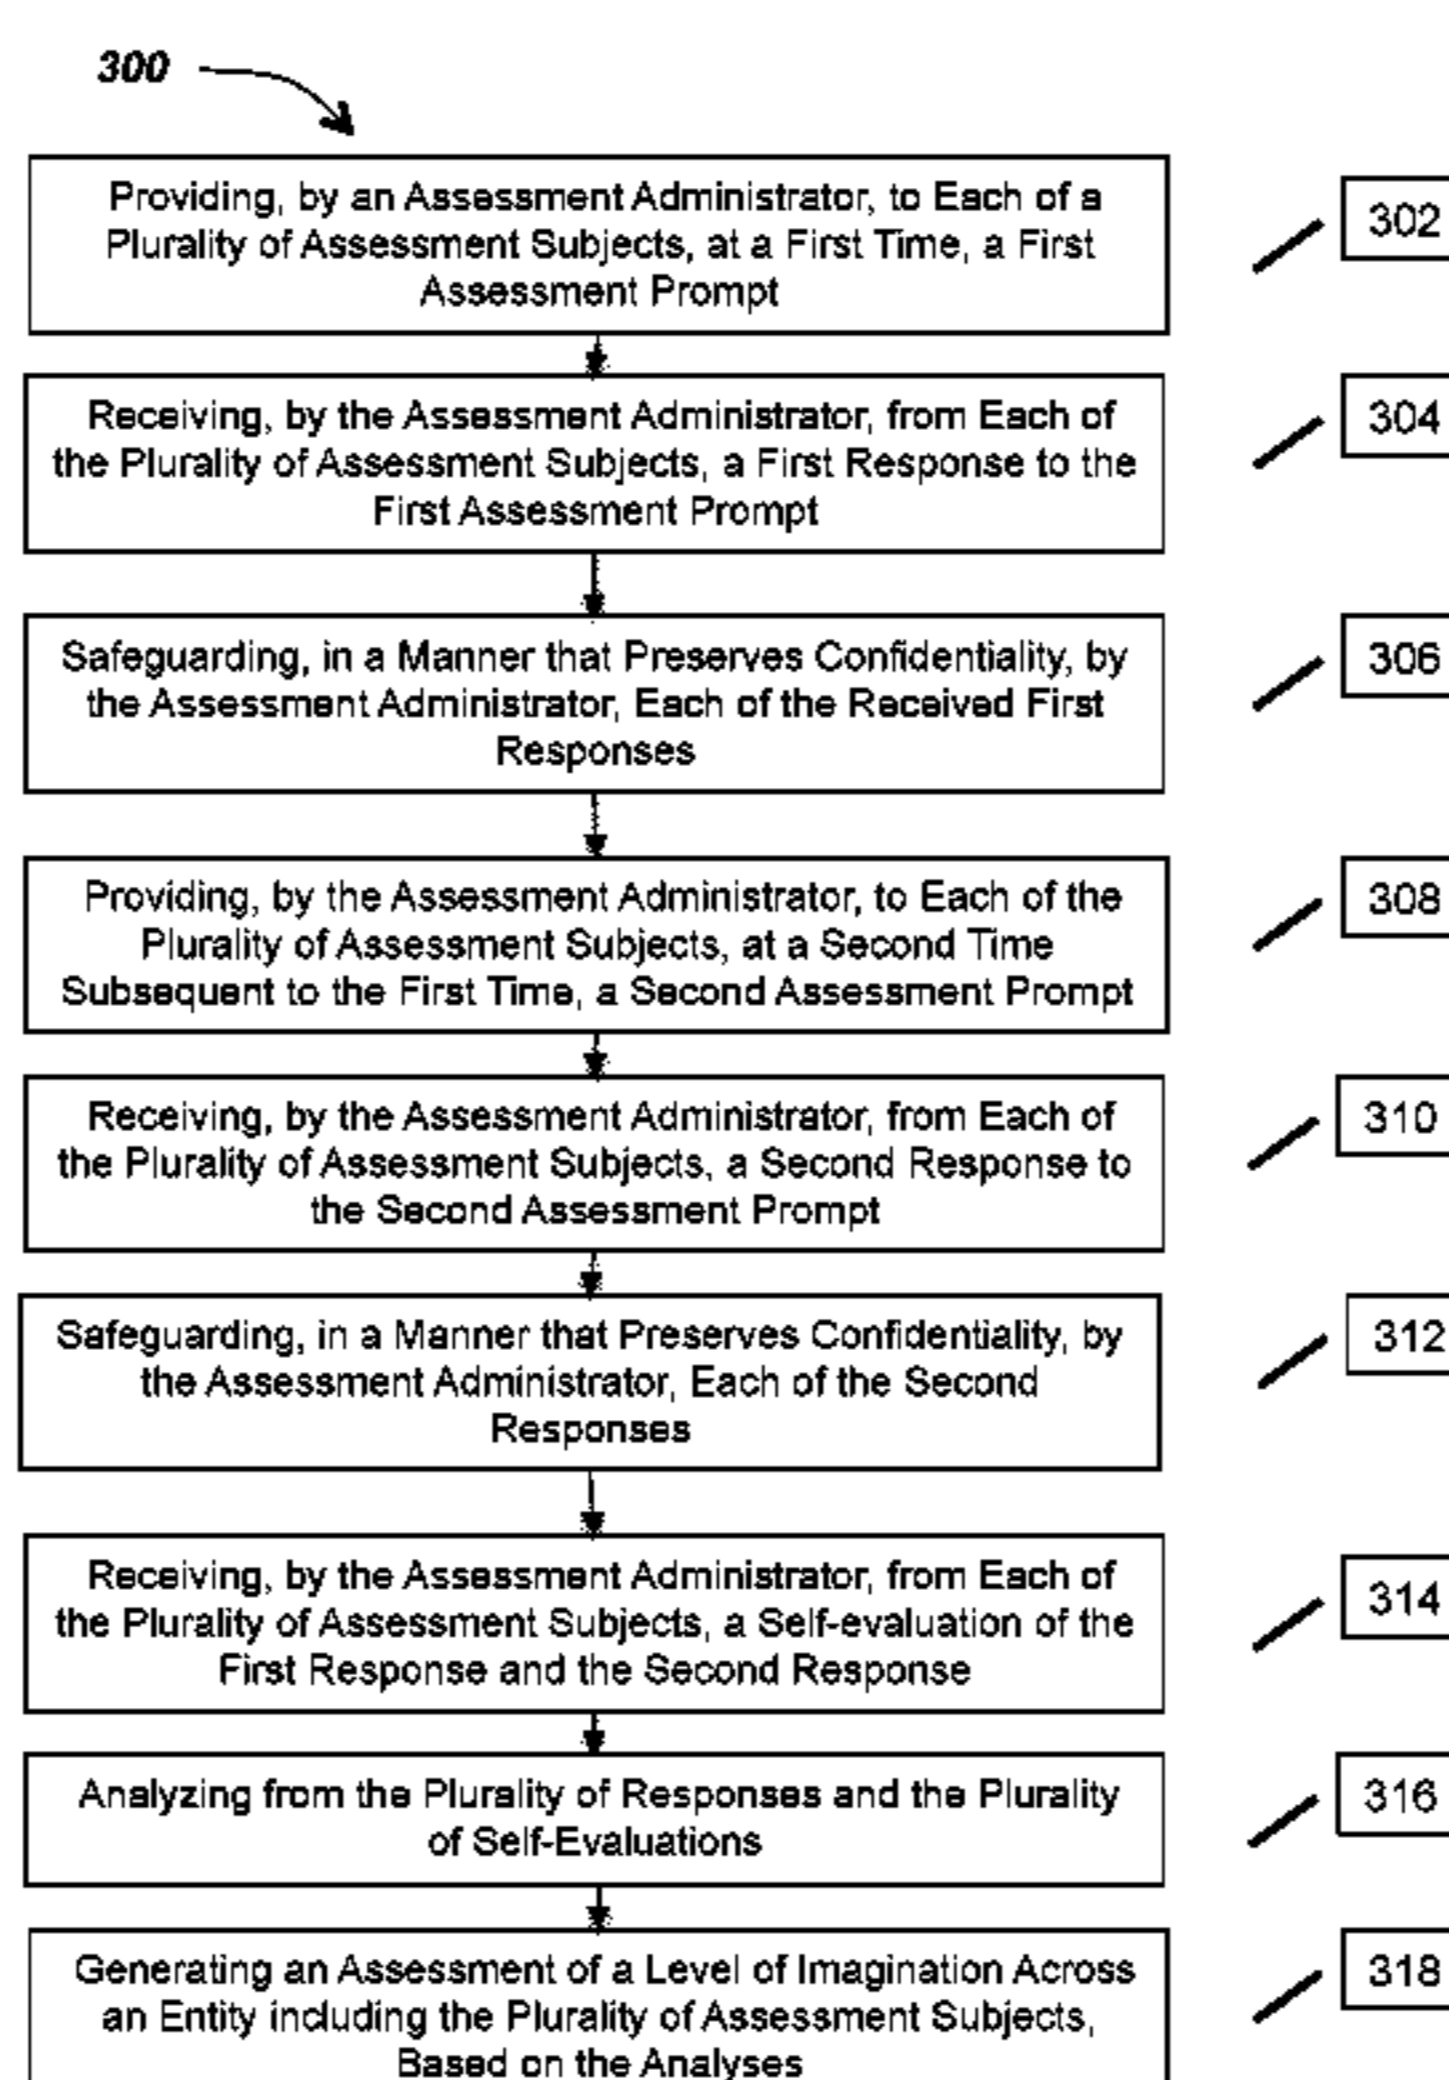 300
Providing, by an Assessment Administrator, to Each of a
Plurality of Assessment Subjects, at a First Time, a First
Assessment Prompt
302
Receiving, by the Assessment Administrator, from Each of
the Plurality of Assessment Subjects, a First Response to the
First Assessment Prompt
304
Safeguarding, in a Manner that Preserves Confidentiality, by
the Assessment Administrator, Each of the Received First
Responses
306
Providing, by the Assessment Administrator, to Each of the
Plurality of Assessment Subjects, at a Second Time
Subsequent to the First Time, a Second Assessment Prompt
308
Receiving, by the Assessment Administrator, from Each of
the Plurality of Assessment Subjects, a Second Response to
the Second Assessment Prompt
310
Safeguarding, in a Manner that Preserves Confidentiality, by
the Assessment Administrator, Each of the Second
Responses
312
Receiving, by the Assessment Administrator, from Each of
the Plurality of Assessment Subjects, a Self-evaluation of the
First Response and the Second Response
314
Analyzing from the Plurality of Responses and the Plurality
of Self-Evaluations
316
Generating an Assessment of a Level of Imagination Across
an Entity including the Plurality of Assessment Subjects,
Based on the Analyses
318